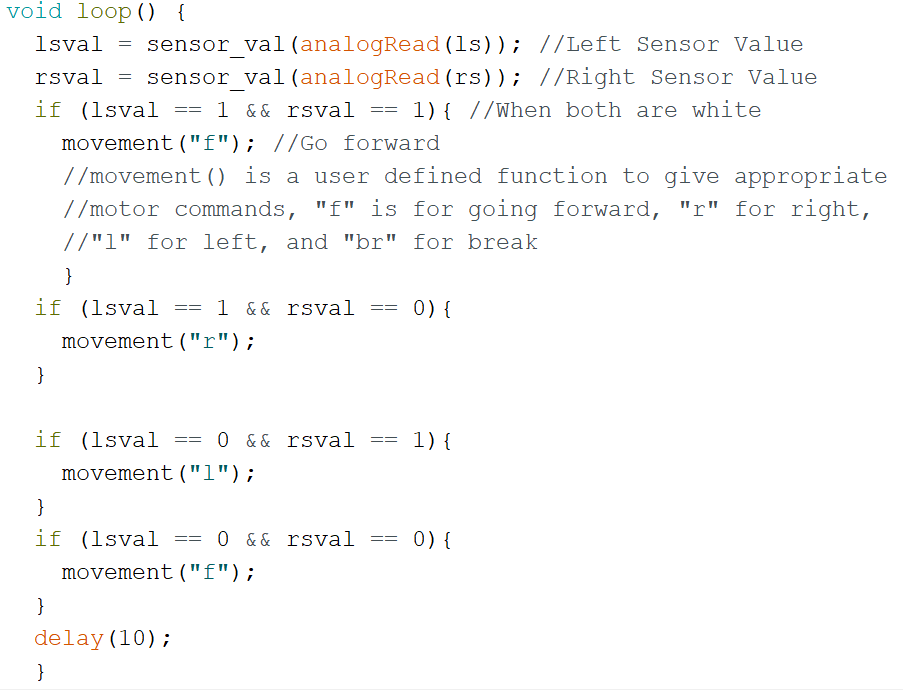 void loop() {
lsval = sensor_val(analogRead(ls)); //Left Sensor Value
rsval = sensor_val(analogRead(rs)); //Right Sensor Value
if (lsval == 1 && rsval == 1){ //When both are white
movement("f"); //Go forward
//movement() is a user defined function to give appropriate
//motor commands, "f" is for going forward, "r" for right,
//"l" for left, and "br" for break
}
if (lsval == 1 && rsval == 0){
movement("r");
}
if (lsval == 0 && rsval == 1){
movement("l");
}
if (lsval == 0 && rsval == 0){
movement("f");
}
delay(10);
}